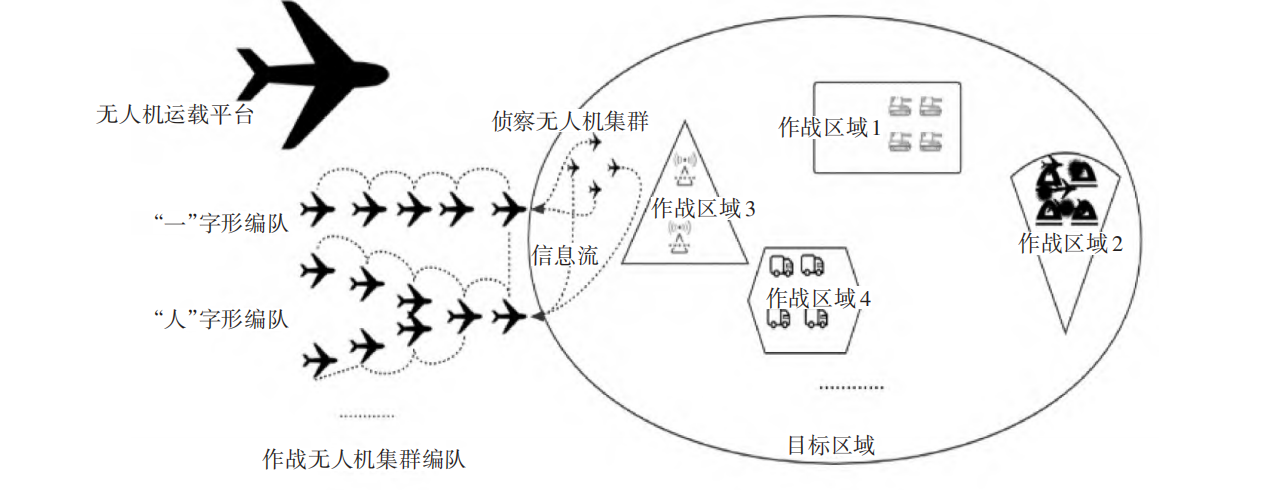 无人机运载平台
侦察无人机集群
作战区域1
作战区域3
“一”字形编队
作战区域2
信息流
作战区域4
“人”字形编队
目标区域
作战无人机集群编队